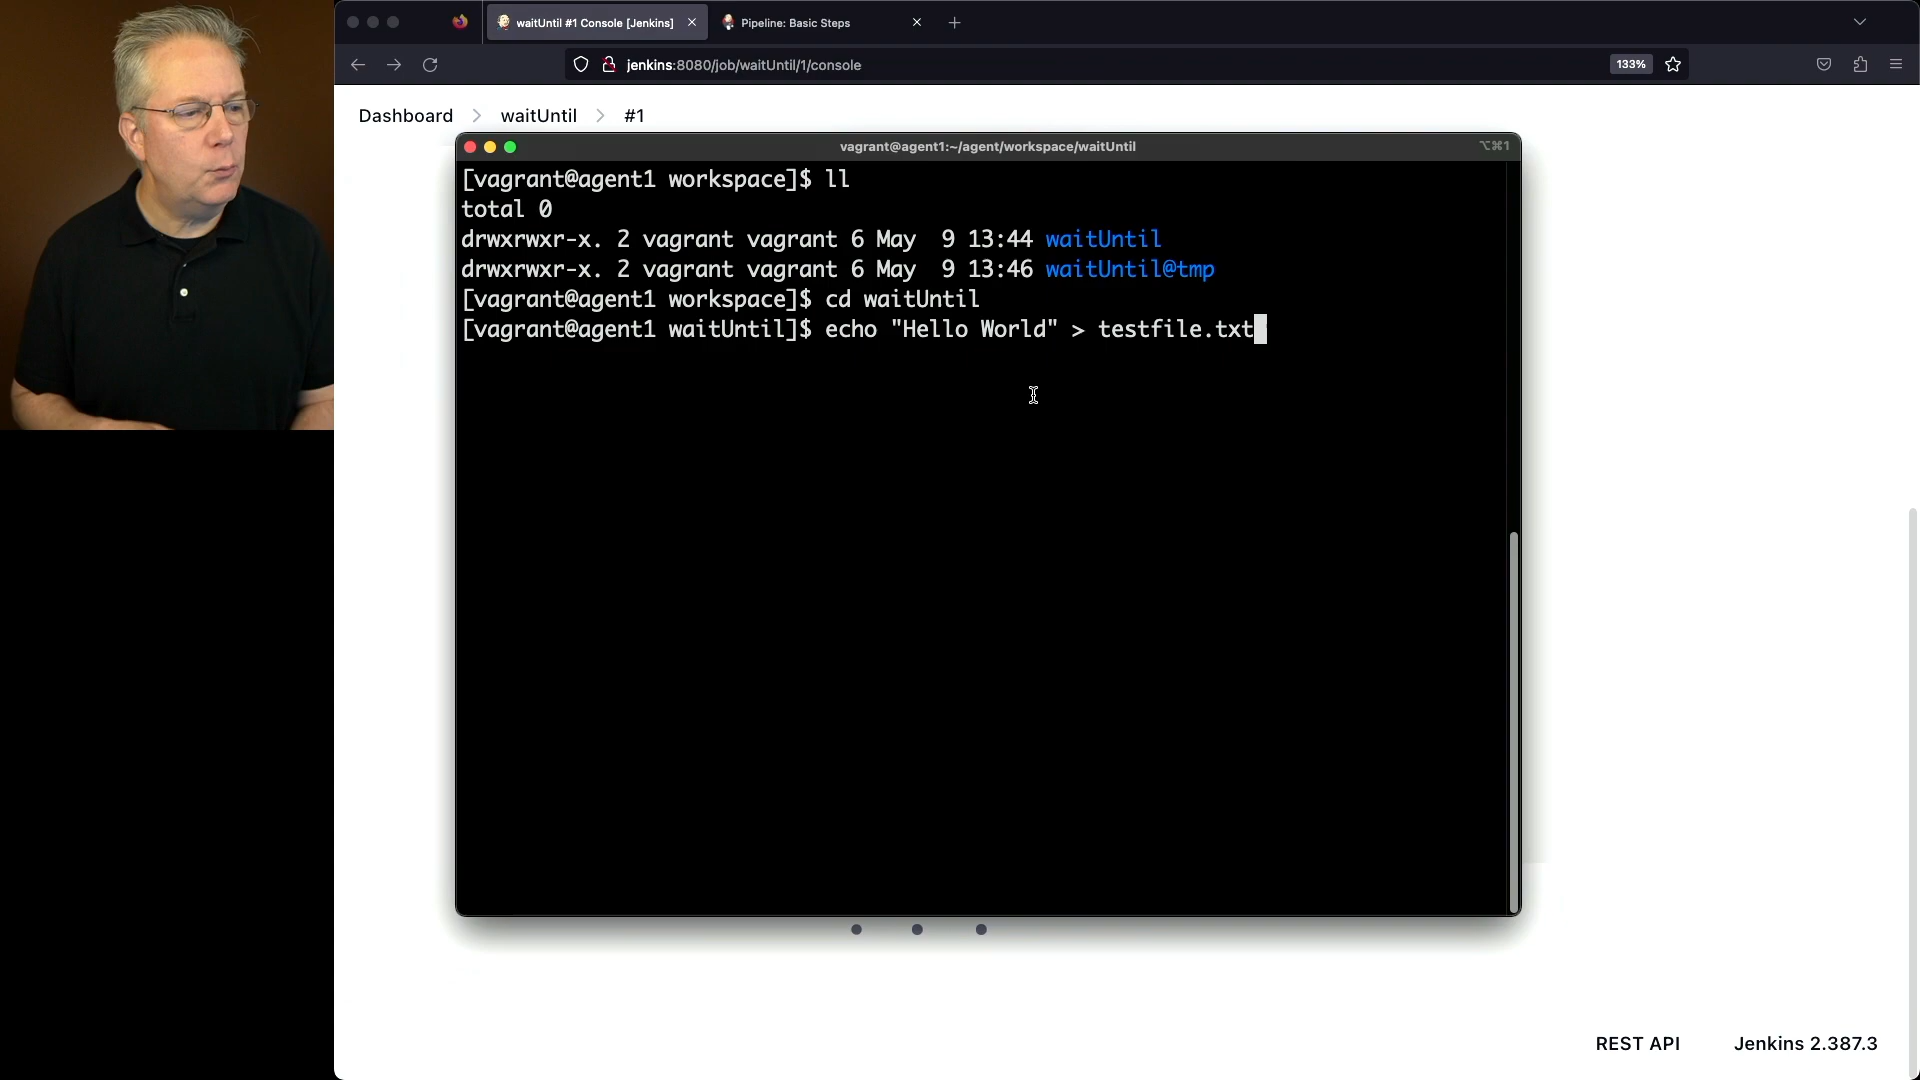 waitUntil #1 Console [Jenkins]
Pipeline: Basic Steps
jenkins:8080/job/waitUntil/1/console
133%
Dashboard > waitUntil > #1
vagrant@agent1:~/agent/workspace/waitUntil
⌥⌘1
[vagrant@agent1 workspace]$ ll
total 0
drwxrwxr-x. 2 vagrant vagrant 6 May  9 13:44 waitUntil
drwxrwxr-x. 2 vagrant vagrant 6 May  9 13:46 waitUntil@tmp
[vagrant@agent1 workspace]$ cd waitUntil
[vagrant@agent1 waitUntil]$ echo "Hello World" > testfile.txt
REST API
Jenkins 2.387.3